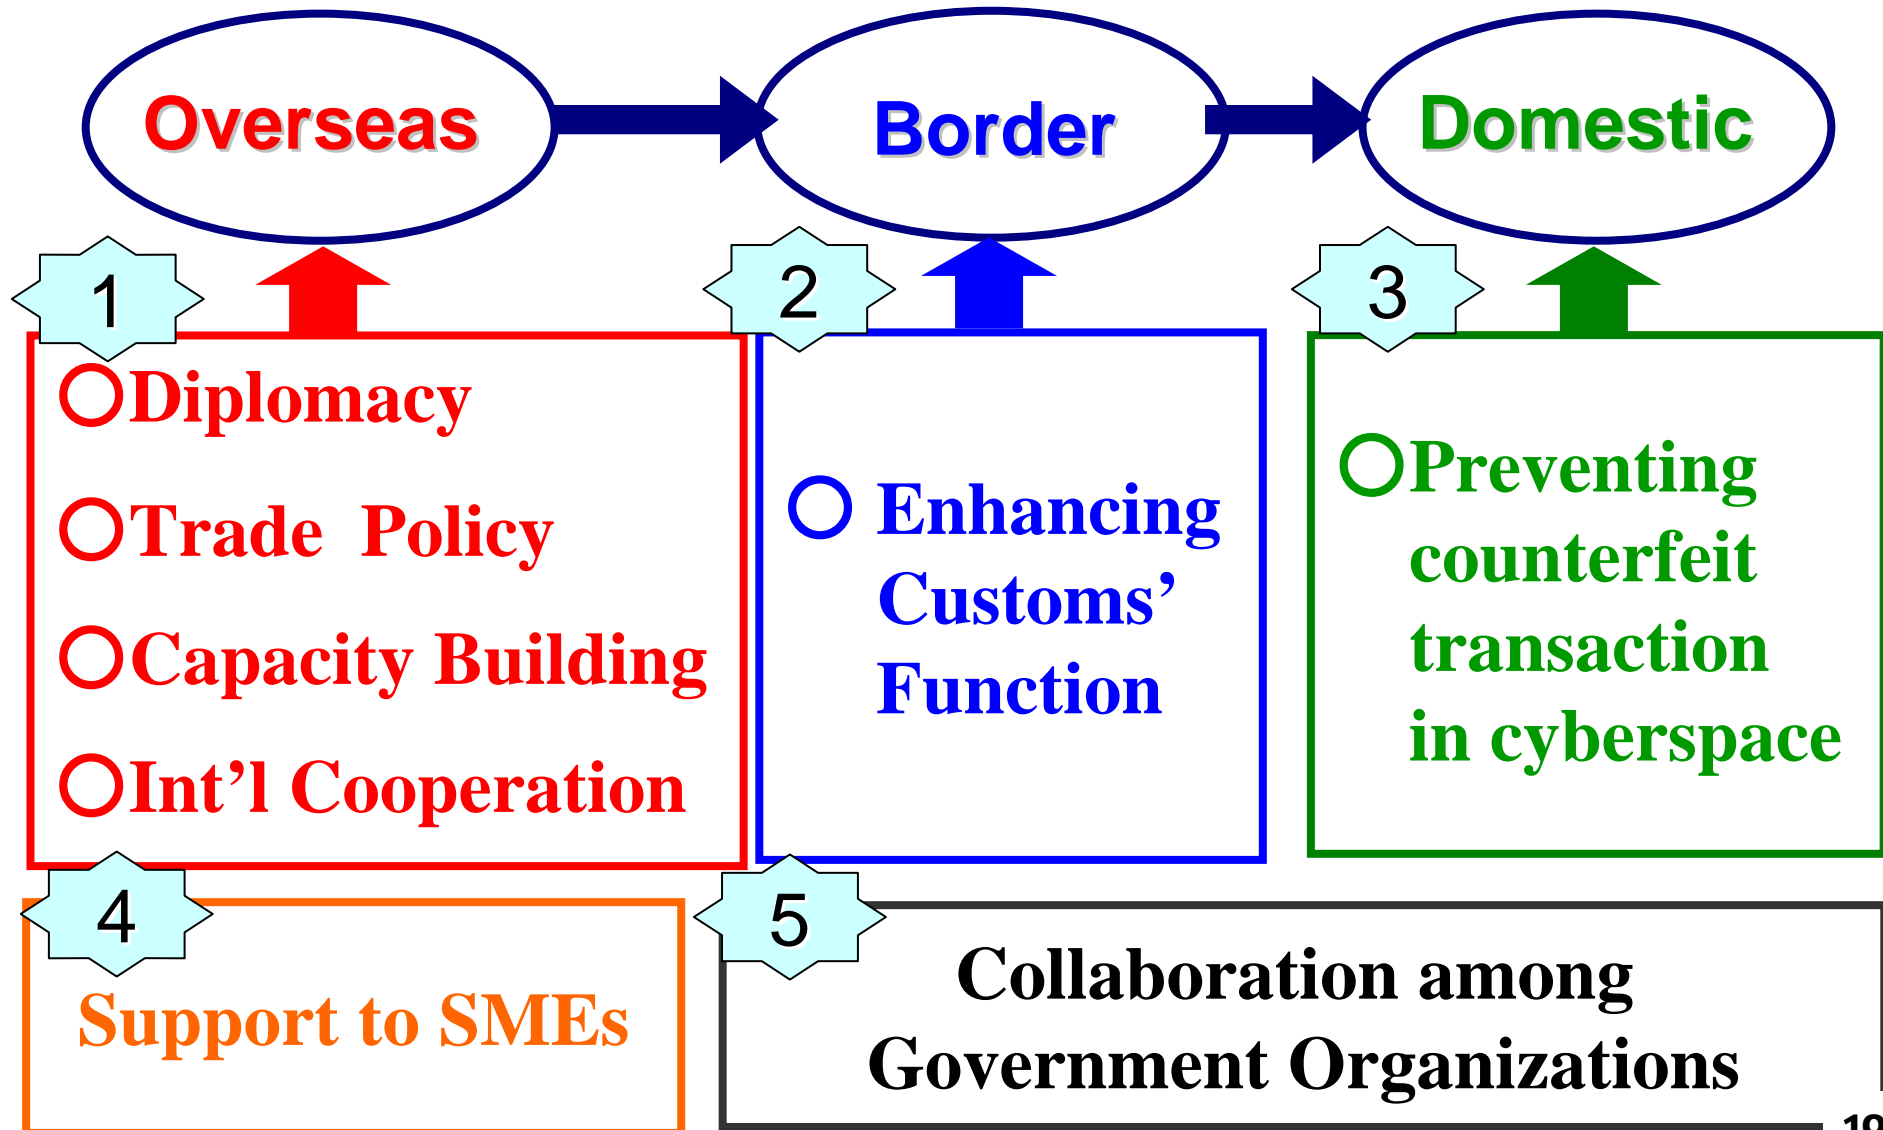 Overseas
Border
Domestic
1
2
3
Diplomacy
Trade Policy
Capacity Building
Int’l Cooperation
Enhancing
Customs’
Function
Preventing
counterfeit
transaction
in cyberspace
4
5
Support to SMEs
Collaboration among
Government Organizations